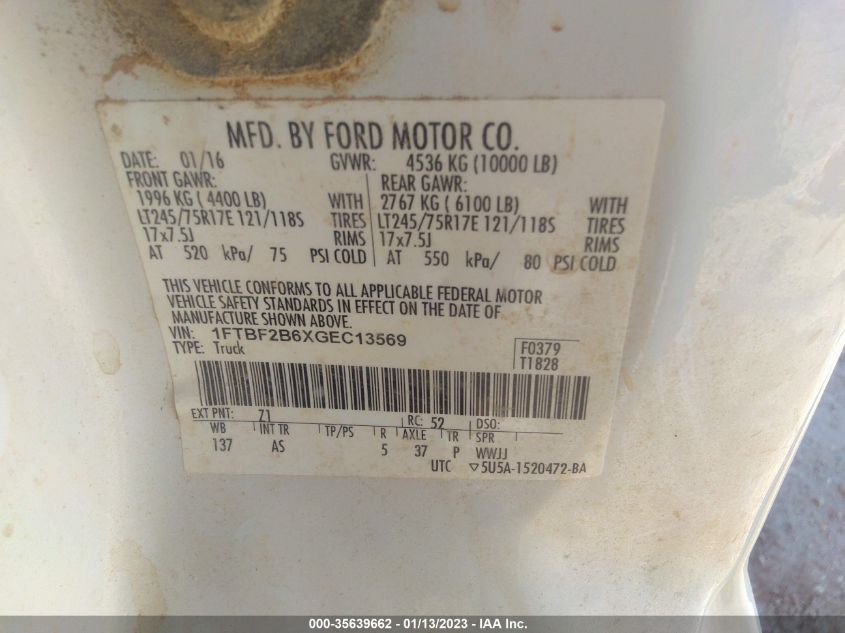 MFD. BY FORD MOTOR CO.
DATE: 01/16 GVWR: 4536 KG (10000 LB)
FRONT GAWR: REAR GAWR:
1996 KG ( 4400 LB) WITH 2767 KG ( 6100 LB) WITH
LT245/75R17E 121/118S TIRES LT245/75R17E 121/118S TIRES
17x7.5J RIMS 17x7.5J RIMS
AT 520 kPa/ 75 PSI COLD AT 550 kPa/ 80 PSI COLD
THIS VEHICLE CONFORMS TO ALL APPLICABLE FEDERAL MOTOR
VEHICLE SAFETY STANDARDS IN EFFECT ON THE DATE OF
MANUFACTURE SHOWN ABOVE.
VIN: 1FTBF2B6XGEC13569
TYPE: Truck
F0379
T1828
EXT PNT: Z1 RC: 52 DSO:
WB INT TR TP/PS R AXLE TR SPR
137 AS 5 37 P WWJJ
UTC ▽5U5A-1520472-BA
000-35639662 - 01/13/2023 - IAA Inc.